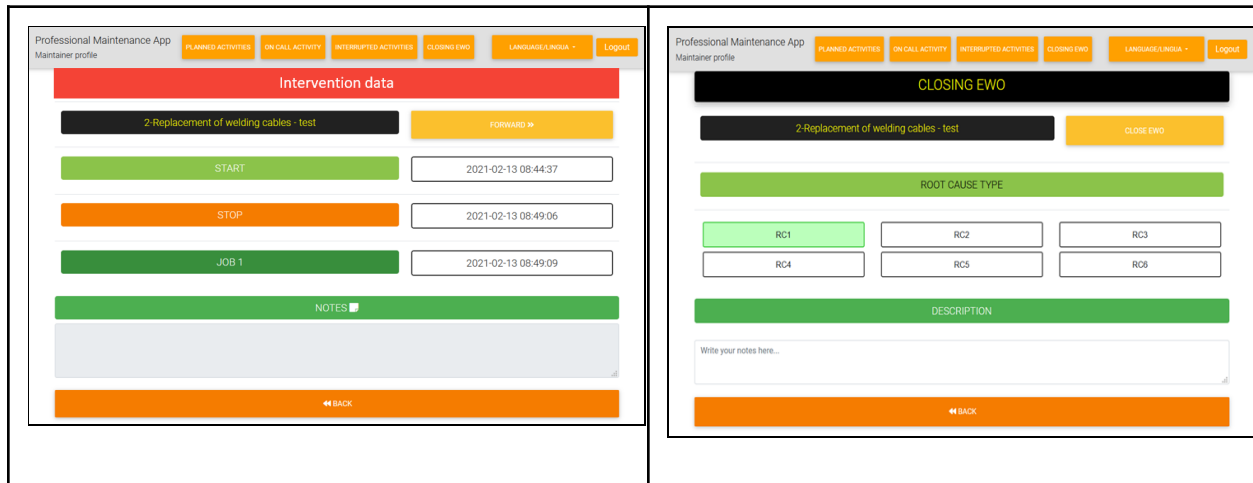 Professional Maintenance App
Maintainer profile
PLANNED ACTIVITIES
ON CALL ACTIVITY
INTERRUPTED ACTIVITIES
CLOSING EWO
LANGUAGE/LINGUA
Logout
Intervention data
2-Replacement of welding cables - test
FORWARD
START
2021-02-13 08:44:37
STOP
2021-02-13 08:49:06
JOB 1
2021-02-13 08:49:09
NOTES
BACK
Professional Maintenance App
Maintainer profile
PLANNED ACTIVITIES
ON CALL ACTIVITY
INTERRUPTED ACTIVITIES
CLOSING EWO
LANGUAGE/LINGUA
Logout
CLOSING EWO
2-Replacement of welding cables - test
CLOSE EWO
ROOT CAUSE TYPE
RC1
RC2
RC3
RC4
RC5
RC6
DESCRIPTION
Write your notes here...
BACK